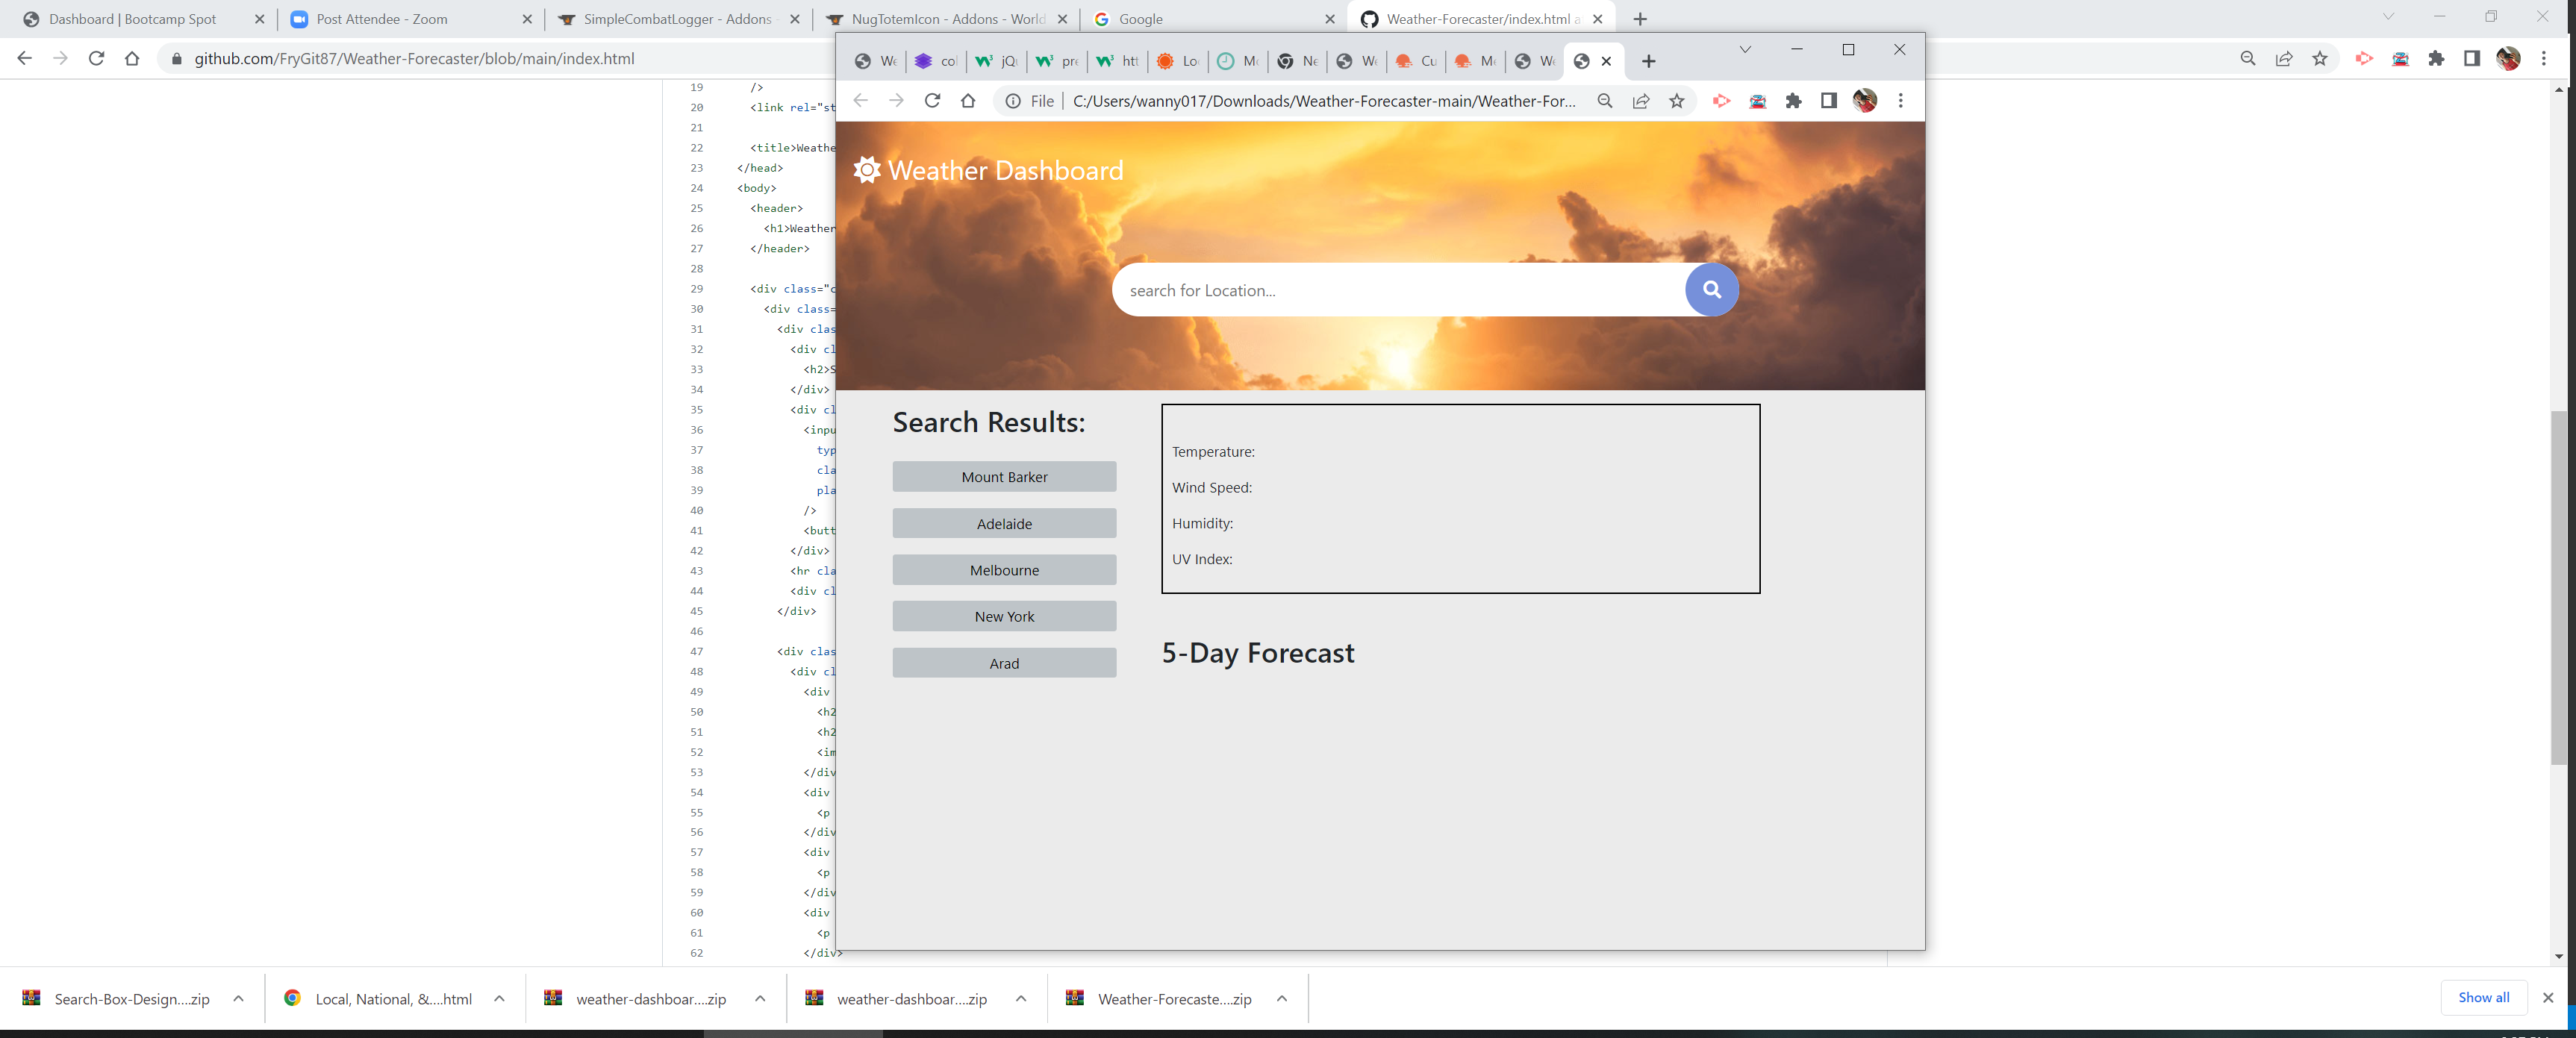 Dashboard | Bootcamp Spot
Post Attendee - Zoom
SimpleCombatLogger - Addons -
NugTotemIcon - Addons - World
Google
Weather-Forecaster/index.html a
github.com/FryGit87/Weather-Forecaster/blob/main/index.html
We
col
jQ
pre
htt
Lo
Mo
Ne
We
Cu
Mo
We
File
C:/Users/wanny017/Downloads/Weather-Forecaster-main/Weather-For...
Weather Dashboard
search for Location...
Search Results:
Mount Barker
Adelaide
Melbourne
New York
Arad
Temperature:
Wind Speed:
Humidity:
UV Index:
5-Day Forecast
19 />
20 <link rel="st
21
22 <title>Weathe
23 </head>
24 <body>
25 <header>
26 <h1>Weather
27 </header>
28
29 <div class="c
30 <div class=
31 <div clas
32 <div cl
33 <h2>S
34 </div>
35 <div cl
36 <inpu
37 typ
38 cla
39 pla
40 />
41 <butt
42 </div>
43 <hr cla
44 <div cl
45 </div>
46
47 <div clas
48 <div cl
49 <div
50 <h2
51 <h2
52 <im
53 </div
54 <div
55 <p
56 </div
57 <div
58 <p
59 </div
60 <div
61 <p
62 </div>
Search-Box-Design....zip
Local, National, &....html
weather-dashboar....zip
weather-dashboar....zip
Weather-Forecaste....zip
Show all